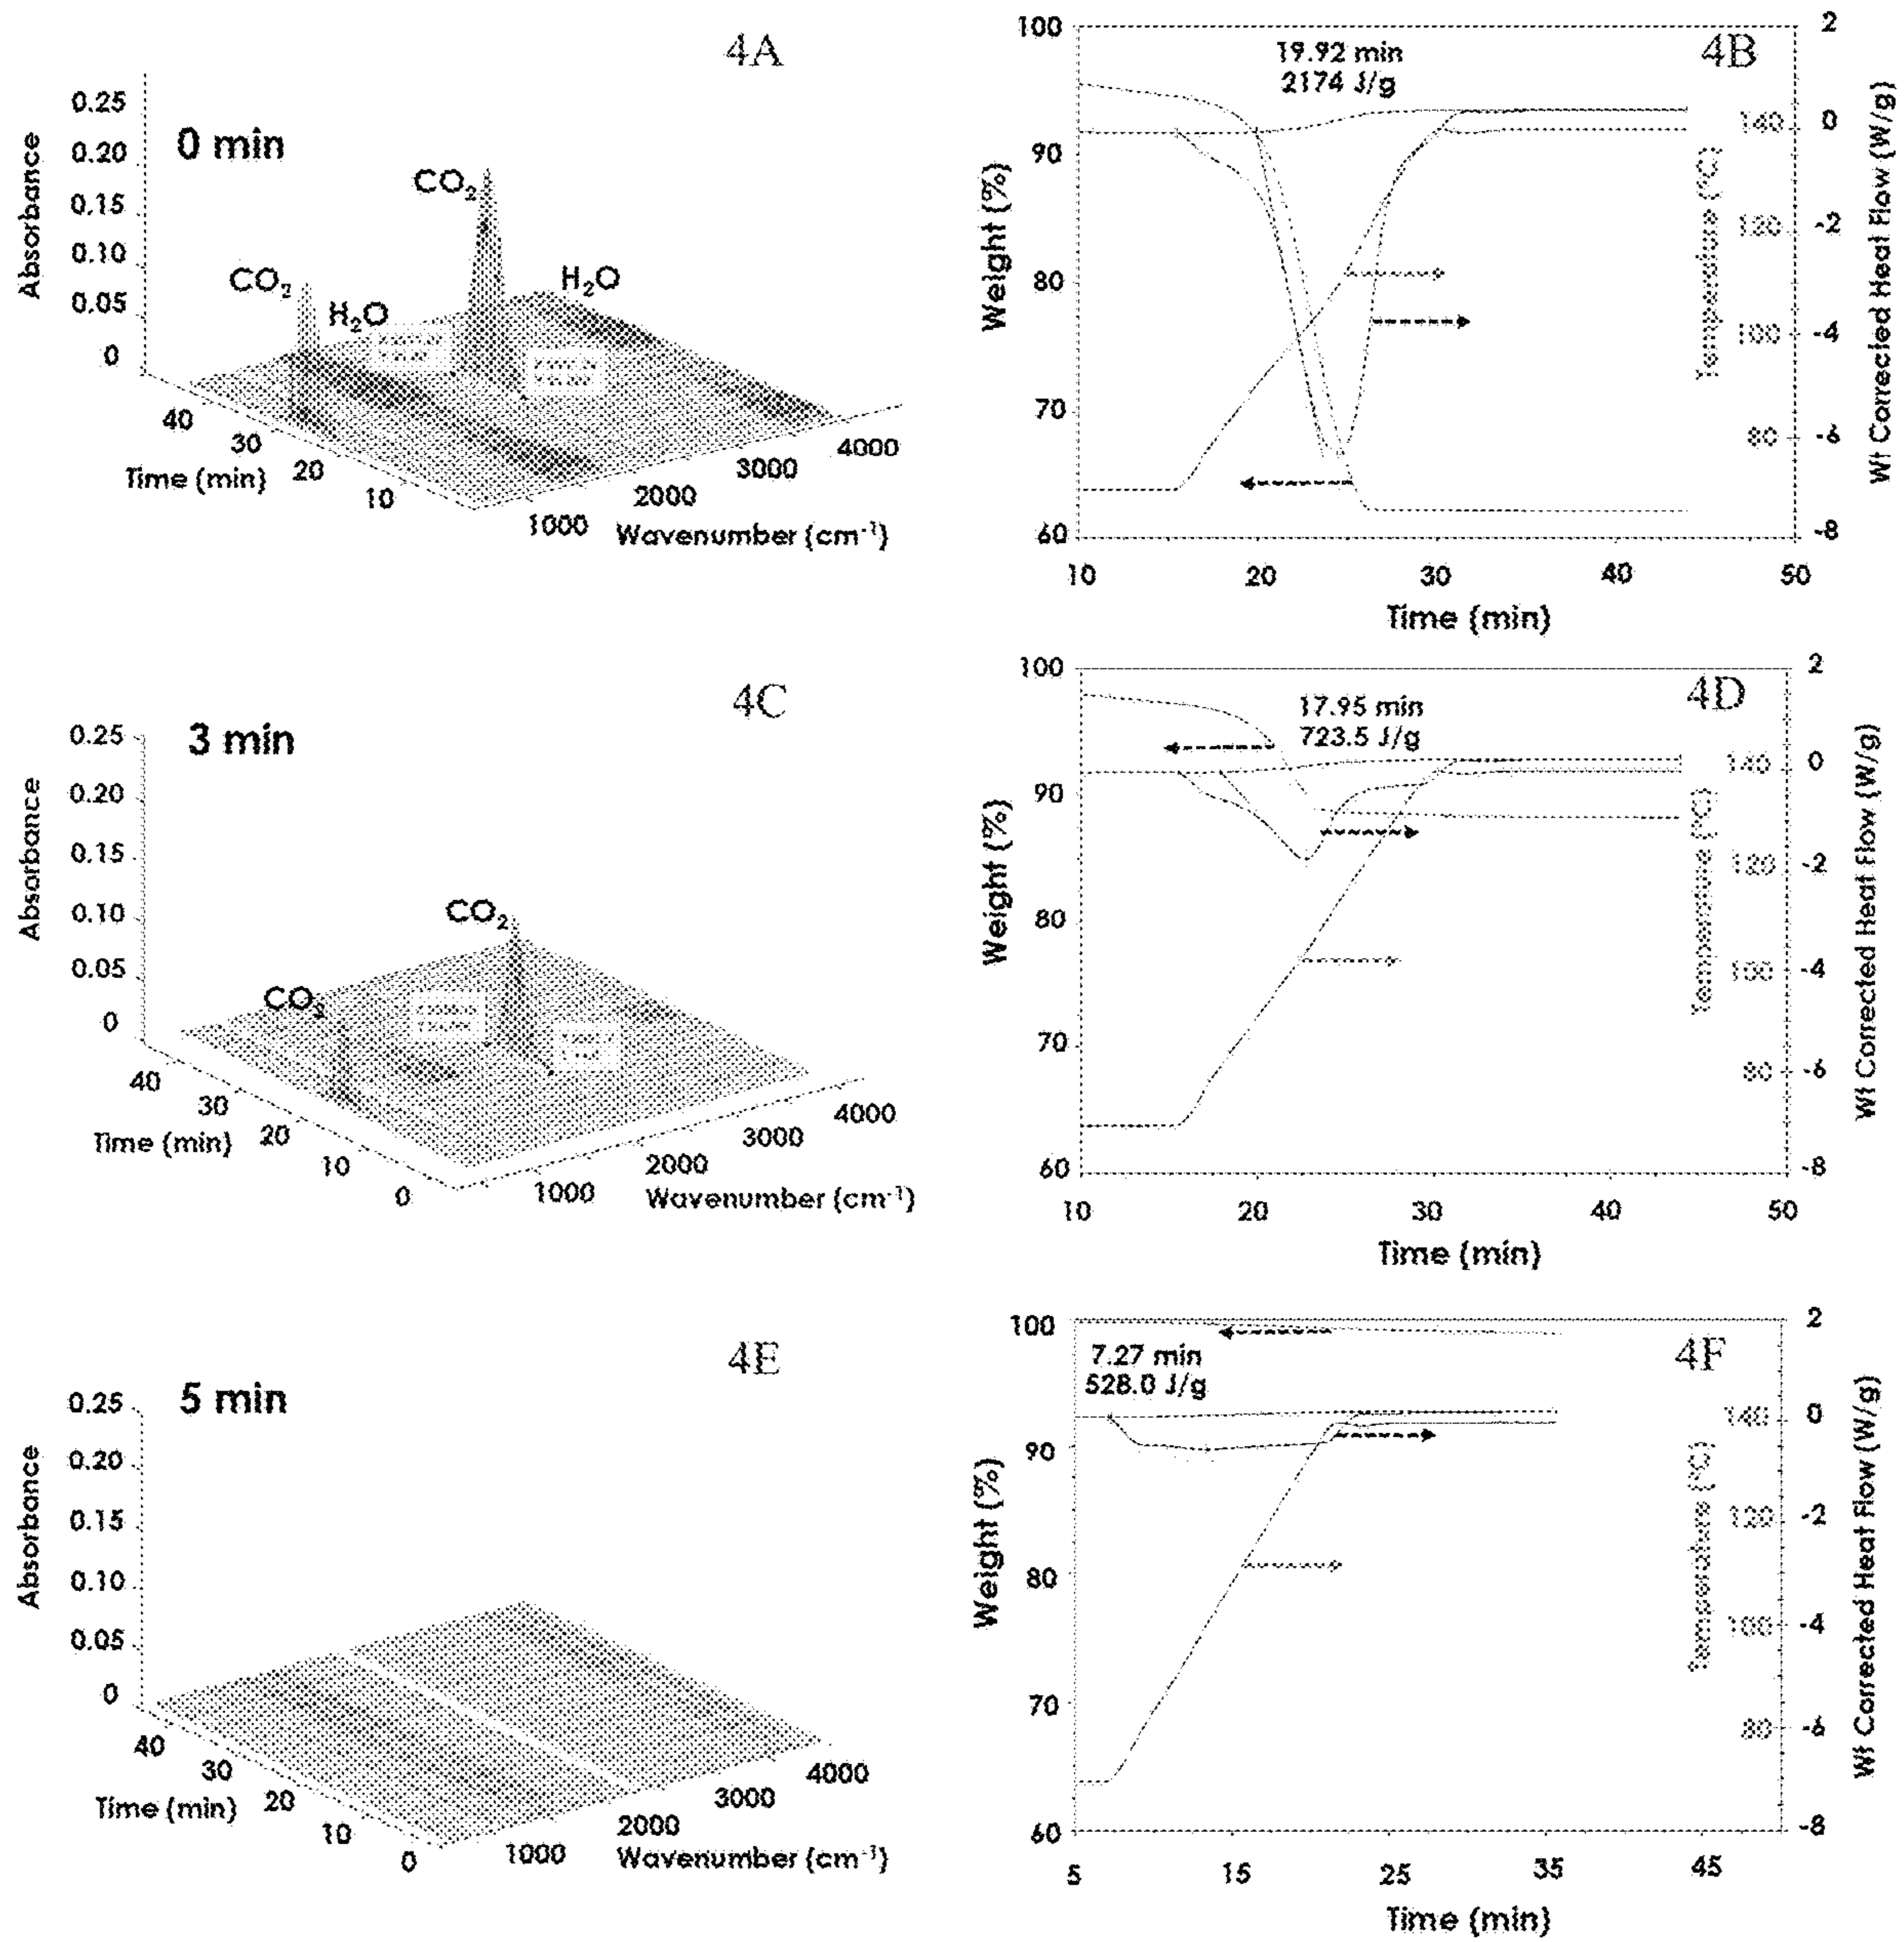 4A
0 min
Absorbance
0.25
0.20
0.15
0.10
0.05
0
CO2
CO2
H2O
H2O
40
30
20
10
Time (min)
1000
2000
3000
4000
Wavenumber (cm-1)
4B
19.92 min
2174 J/g
Weight (%)
100
90
80
70
60
10
20
30
40
50
Time (min)
140
120
100
80
Temperature (°C)
2
0
-2
-4
-6
-8
Wt Corrected Heat Flow (W/g)
4C
3 min
Absorbance
0.25
0.20
0.15
0.10
0.05
0
CO2
CO2
40
30
20
10
0
Time (min)
1000
2000
3000
4000
Wavenumber (cm-1)
4D
17.95 min
723.5 J/g
Weight (%)
100
90
80
70
60
10
20
30
40
50
Time (min)
140
120
100
80
Temperature (°C)
2
0
-2
-4
-6
-8
Wt Corrected Heat Flow (W/g)
4E
5 min
Absorbance
0.25
0.20
0.15
0.10
0.05
0
40
30
20
10
0
Time (min)
1000
2000
3000
4000
Wavenumber (cm-1)
4F
7.27 min
528.0 J/g
Weight (%)
100
90
80
70
60
5
15
25
35
45
Time (min)
140
120
100
80
Temperature (°C)
2
0
-2
-4
-6
-8
Wt Corrected Heat Flow (W/g)